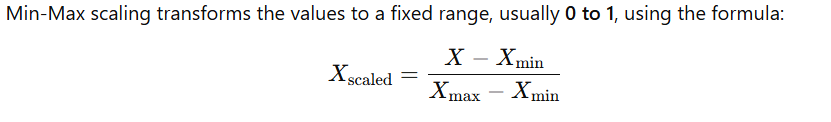 Min-Max scaling transforms the values to a fixed range, usually 0 to 1, using the formula:
X_scaled = (X − X_min) / (X_max − X_min)